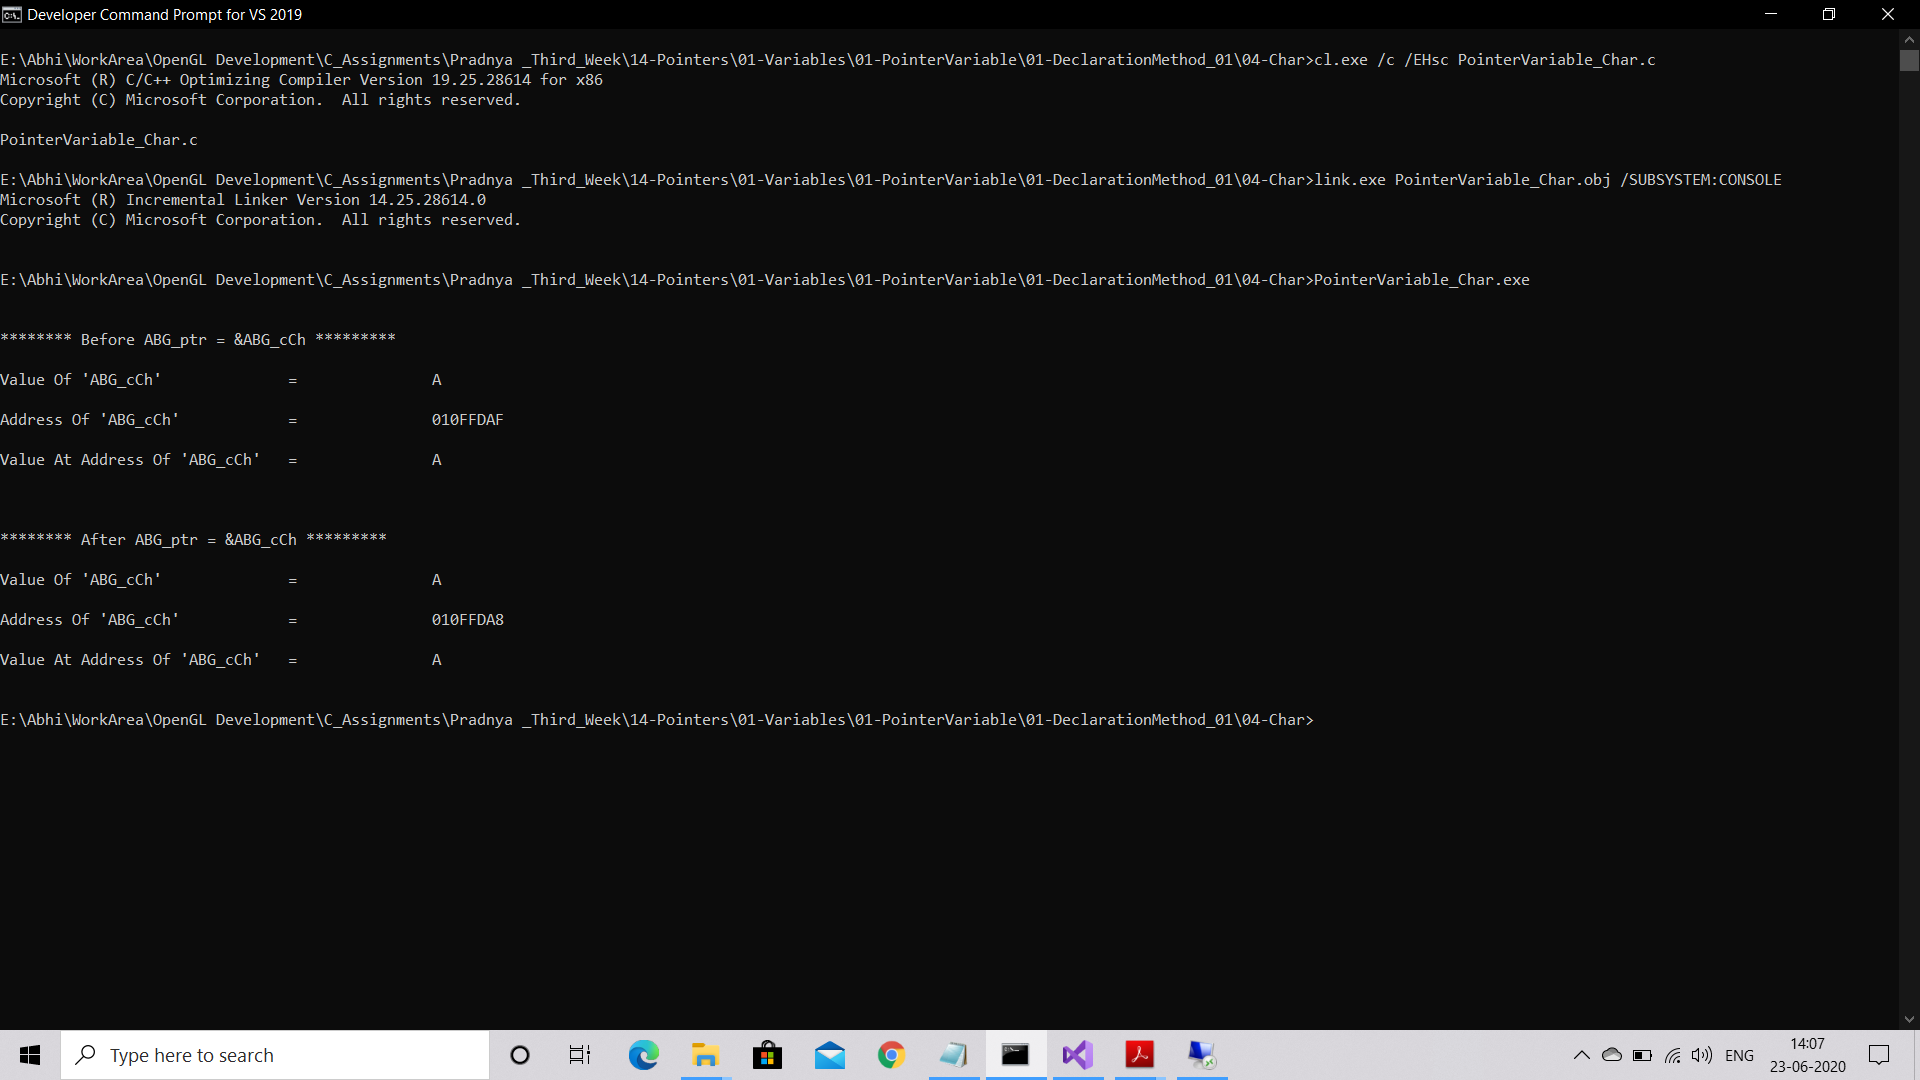 Developer Command Prompt for VS 2019
E:\Abhi\WorkArea\OpenGL Development\C_Assignments\Pradnya _Third_Week\14-Pointers\01-Variables\01-PointerVariable\01-DeclarationMethod_01\04-Char>cl.exe /c /EHsc PointerVariable_Char.c
Microsoft (R) C/C++ Optimizing Compiler Version 19.25.28614 for x86
Copyright (C) Microsoft Corporation.  All rights reserved.
PointerVariable_Char.c
E:\Abhi\WorkArea\OpenGL Development\C_Assignments\Pradnya _Third_Week\14-Pointers\01-Variables\01-PointerVariable\01-DeclarationMethod_01\04-Char>link.exe PointerVariable_Char.obj /SUBSYSTEM:CONSOLE
Microsoft (R) Incremental Linker Version 14.25.28614.0
Copyright (C) Microsoft Corporation.  All rights reserved.
E:\Abhi\WorkArea\OpenGL Development\C_Assignments\Pradnya _Third_Week\14-Pointers\01-Variables\01-PointerVariable\01-DeclarationMethod_01\04-Char>PointerVariable_Char.exe
******** Before ABG_ptr = &ABG_cCh *********
Value Of 'ABG_cCh' = A
Address Of 'ABG_cCh' = 010FFDAF
Value At Address Of 'ABG_cCh' = A
******** After ABG_ptr = &ABG_cCh *********
Value Of 'ABG_cCh' = A
Address Of 'ABG_cCh' = 010FFDA8
Value At Address Of 'ABG_cCh' = A
E:\Abhi\WorkArea\OpenGL Development\C_Assignments\Pradnya _Third_Week\14-Pointers\01-Variables\01-PointerVariable\01-DeclarationMethod_01\04-Char>
Type here to search
ENG
14:07
23-06-2020